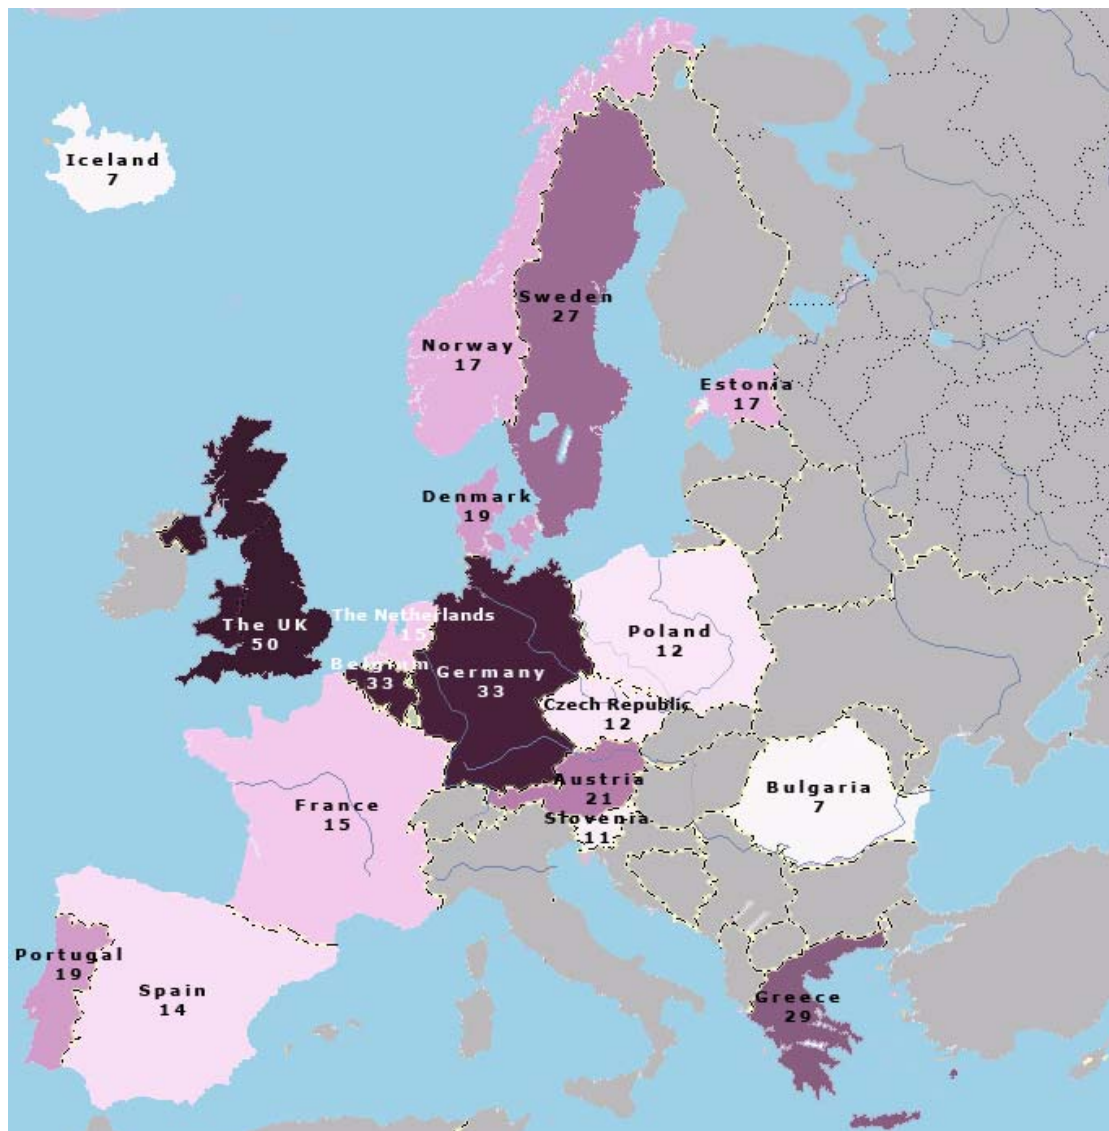 Iceland
7
Sweden
27
Norway
17
Estonia
17
Denmark
19
The UK
50
The Netherlands
15
Belgium
33
Germany
33
Poland
12
Czech Republic
12
Austria
21
Slovenia
11
Bulgaria
7
France
15
Portugal
19
Spain
14
Greece
29